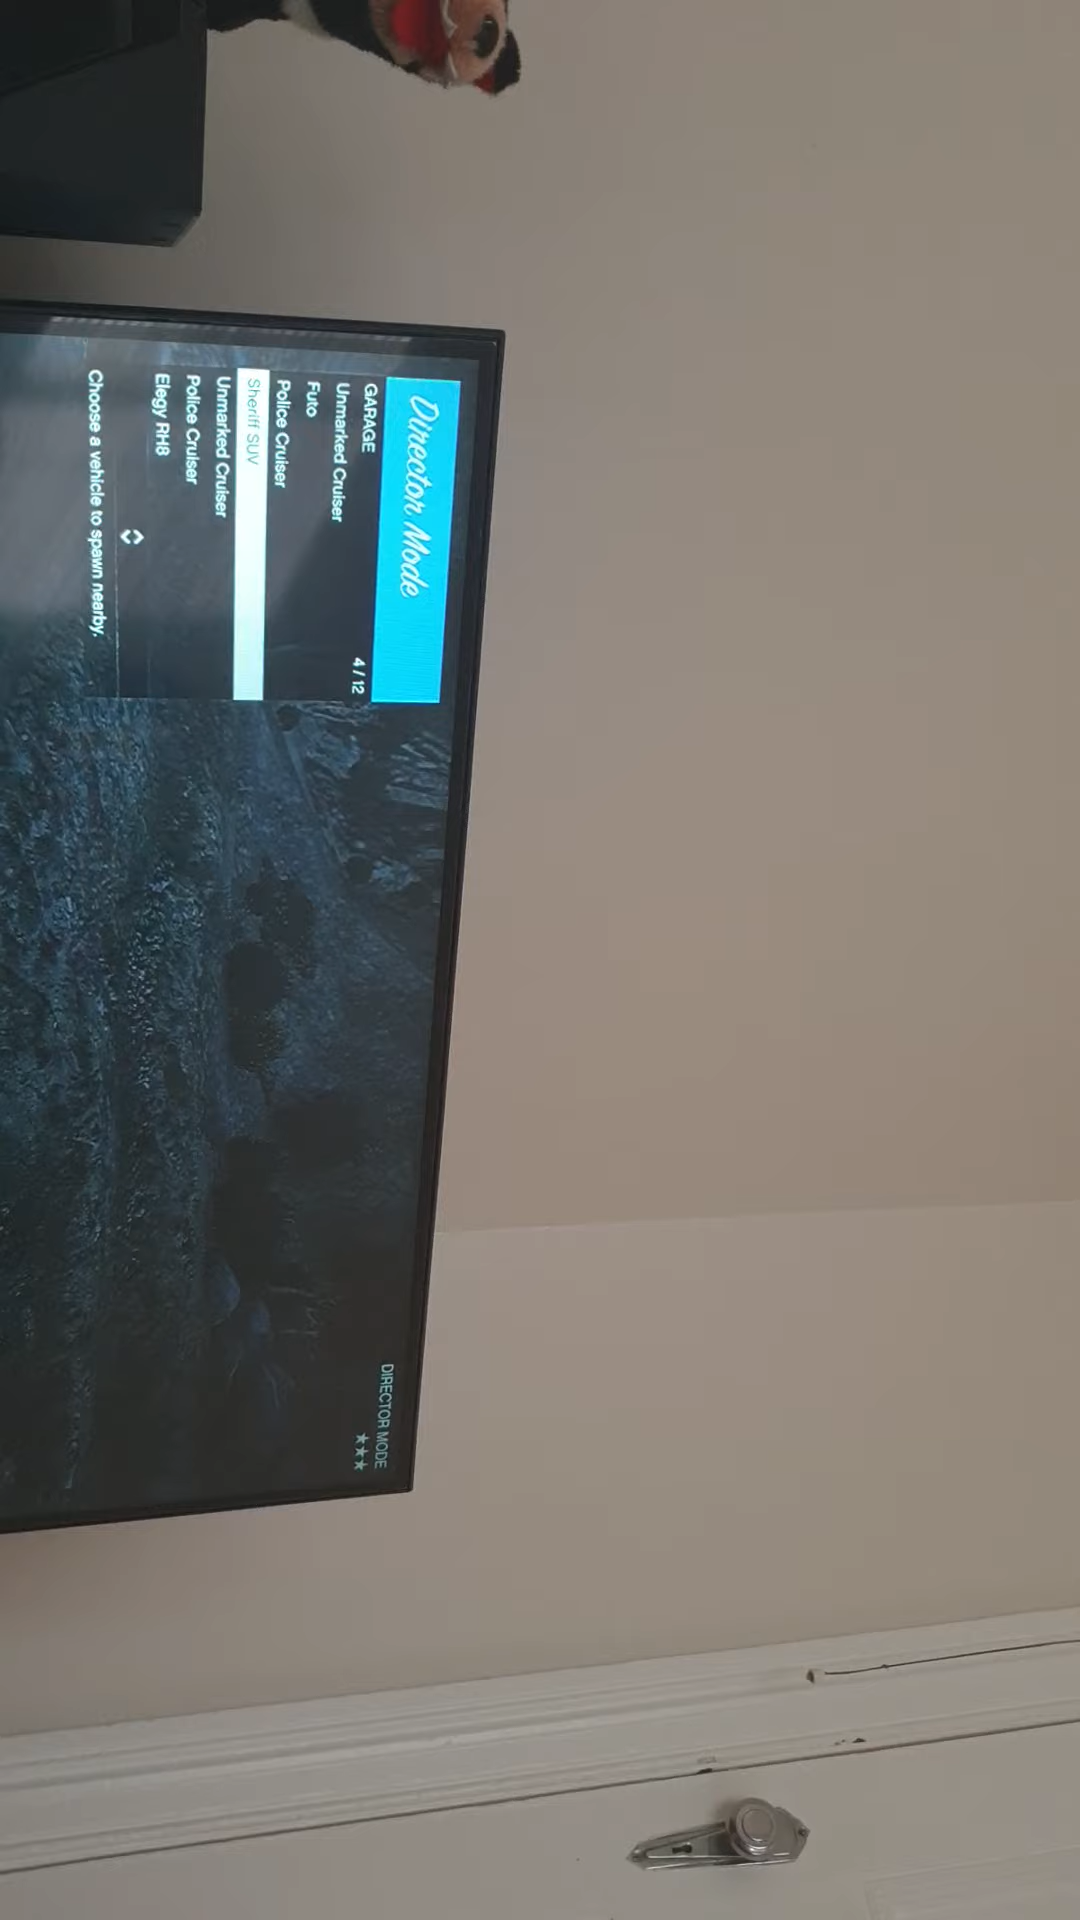 Director Mode
GARAGE 4 / 12
Unmarked Cruiser
Futo
Police Cruiser
Sheriff SUV
Unmarked Cruiser
Police Cruiser
Elegy RH8
Choose a vehicle to spawn nearby.
DIRECTOR MODE